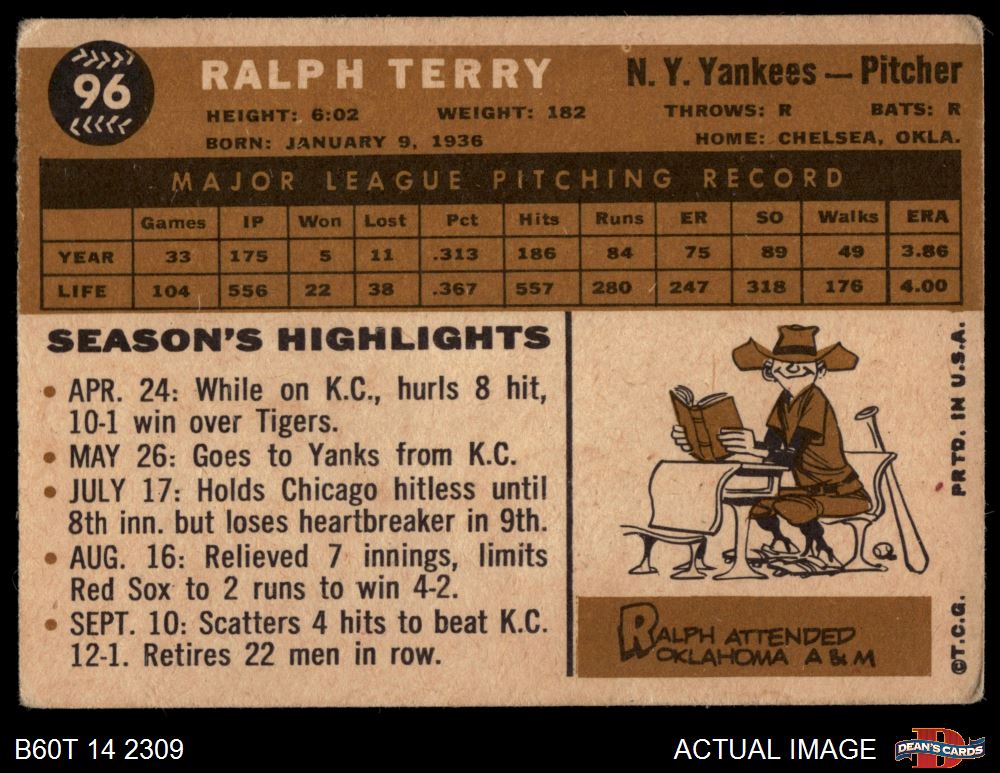 96
RALPH TERRY
N. Y. Yankees — Pitcher
HEIGHT: 6:02 WEIGHT: 182 THROWS: R BATS: R
BORN: JANUARY 9, 1936 HOME: CHELSEA, OKLA.
MAJOR LEAGUE PITCHING RECORD
Games IP Won Lost Pct Hits Runs ER SO Walks ERA
YEAR 33 175 5 11 .313 186 84 75 89 49 3.86
LIFE 104 556 22 38 .367 557 280 247 318 176 4.00
SEASON'S HIGHLIGHTS
• APR. 24: While on K.C., hurls 8 hit,
10-1 win over Tigers.
• MAY 26: Goes to Yanks from K.C.
• JULY 17: Holds Chicago hitless until
8th inn. but loses heartbreaker in 9th.
• AUG. 16: Relieved 7 innings, limits
Red Sox to 2 runs to win 4-2.
• SEPT. 10: Scatters 4 hits to beat K.C.
12-1. Retires 22 men in row.
RALPH ATTENDED
OKLAHOMA A & M
©T.C.G. PRTD. IN U.S.A.
B60T 14 2309
ACTUAL IMAGE
DEAN'S CARDS